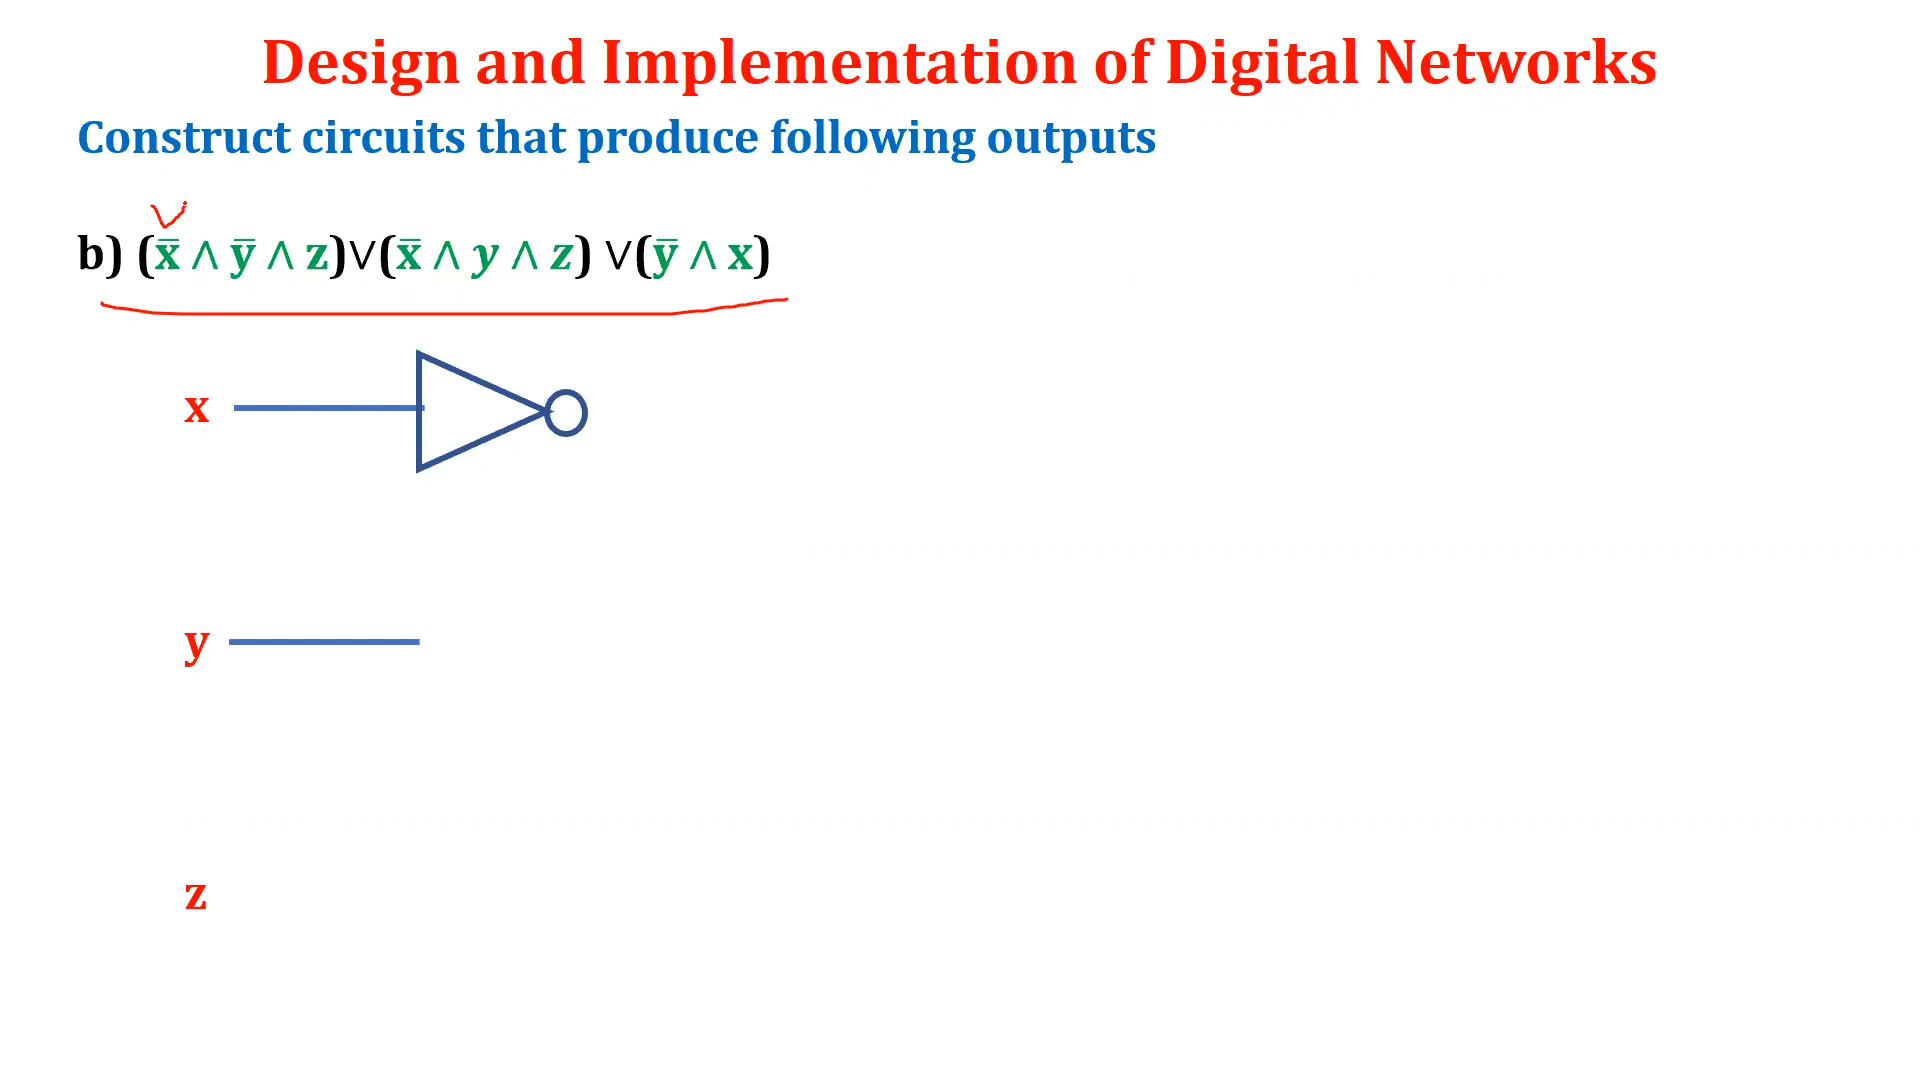 Design and Implementation of Digital Networks
Construct circuits that produce following outputs
b) (x̅ ∧ y̅ ∧ z)∨(x̅ ∧ y ∧ z) ∨(y̅ ∧ x)
x
y
z